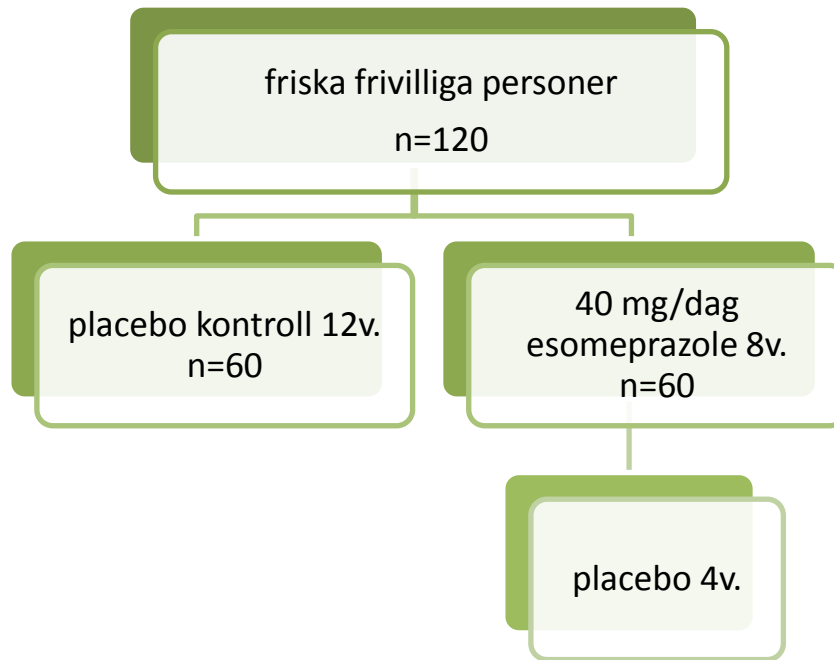 friska frivilliga personer
n=120
placebo kontroll 12v.
n=60
40 mg/dag
esomeprazole 8v.
n=60
placebo 4v.